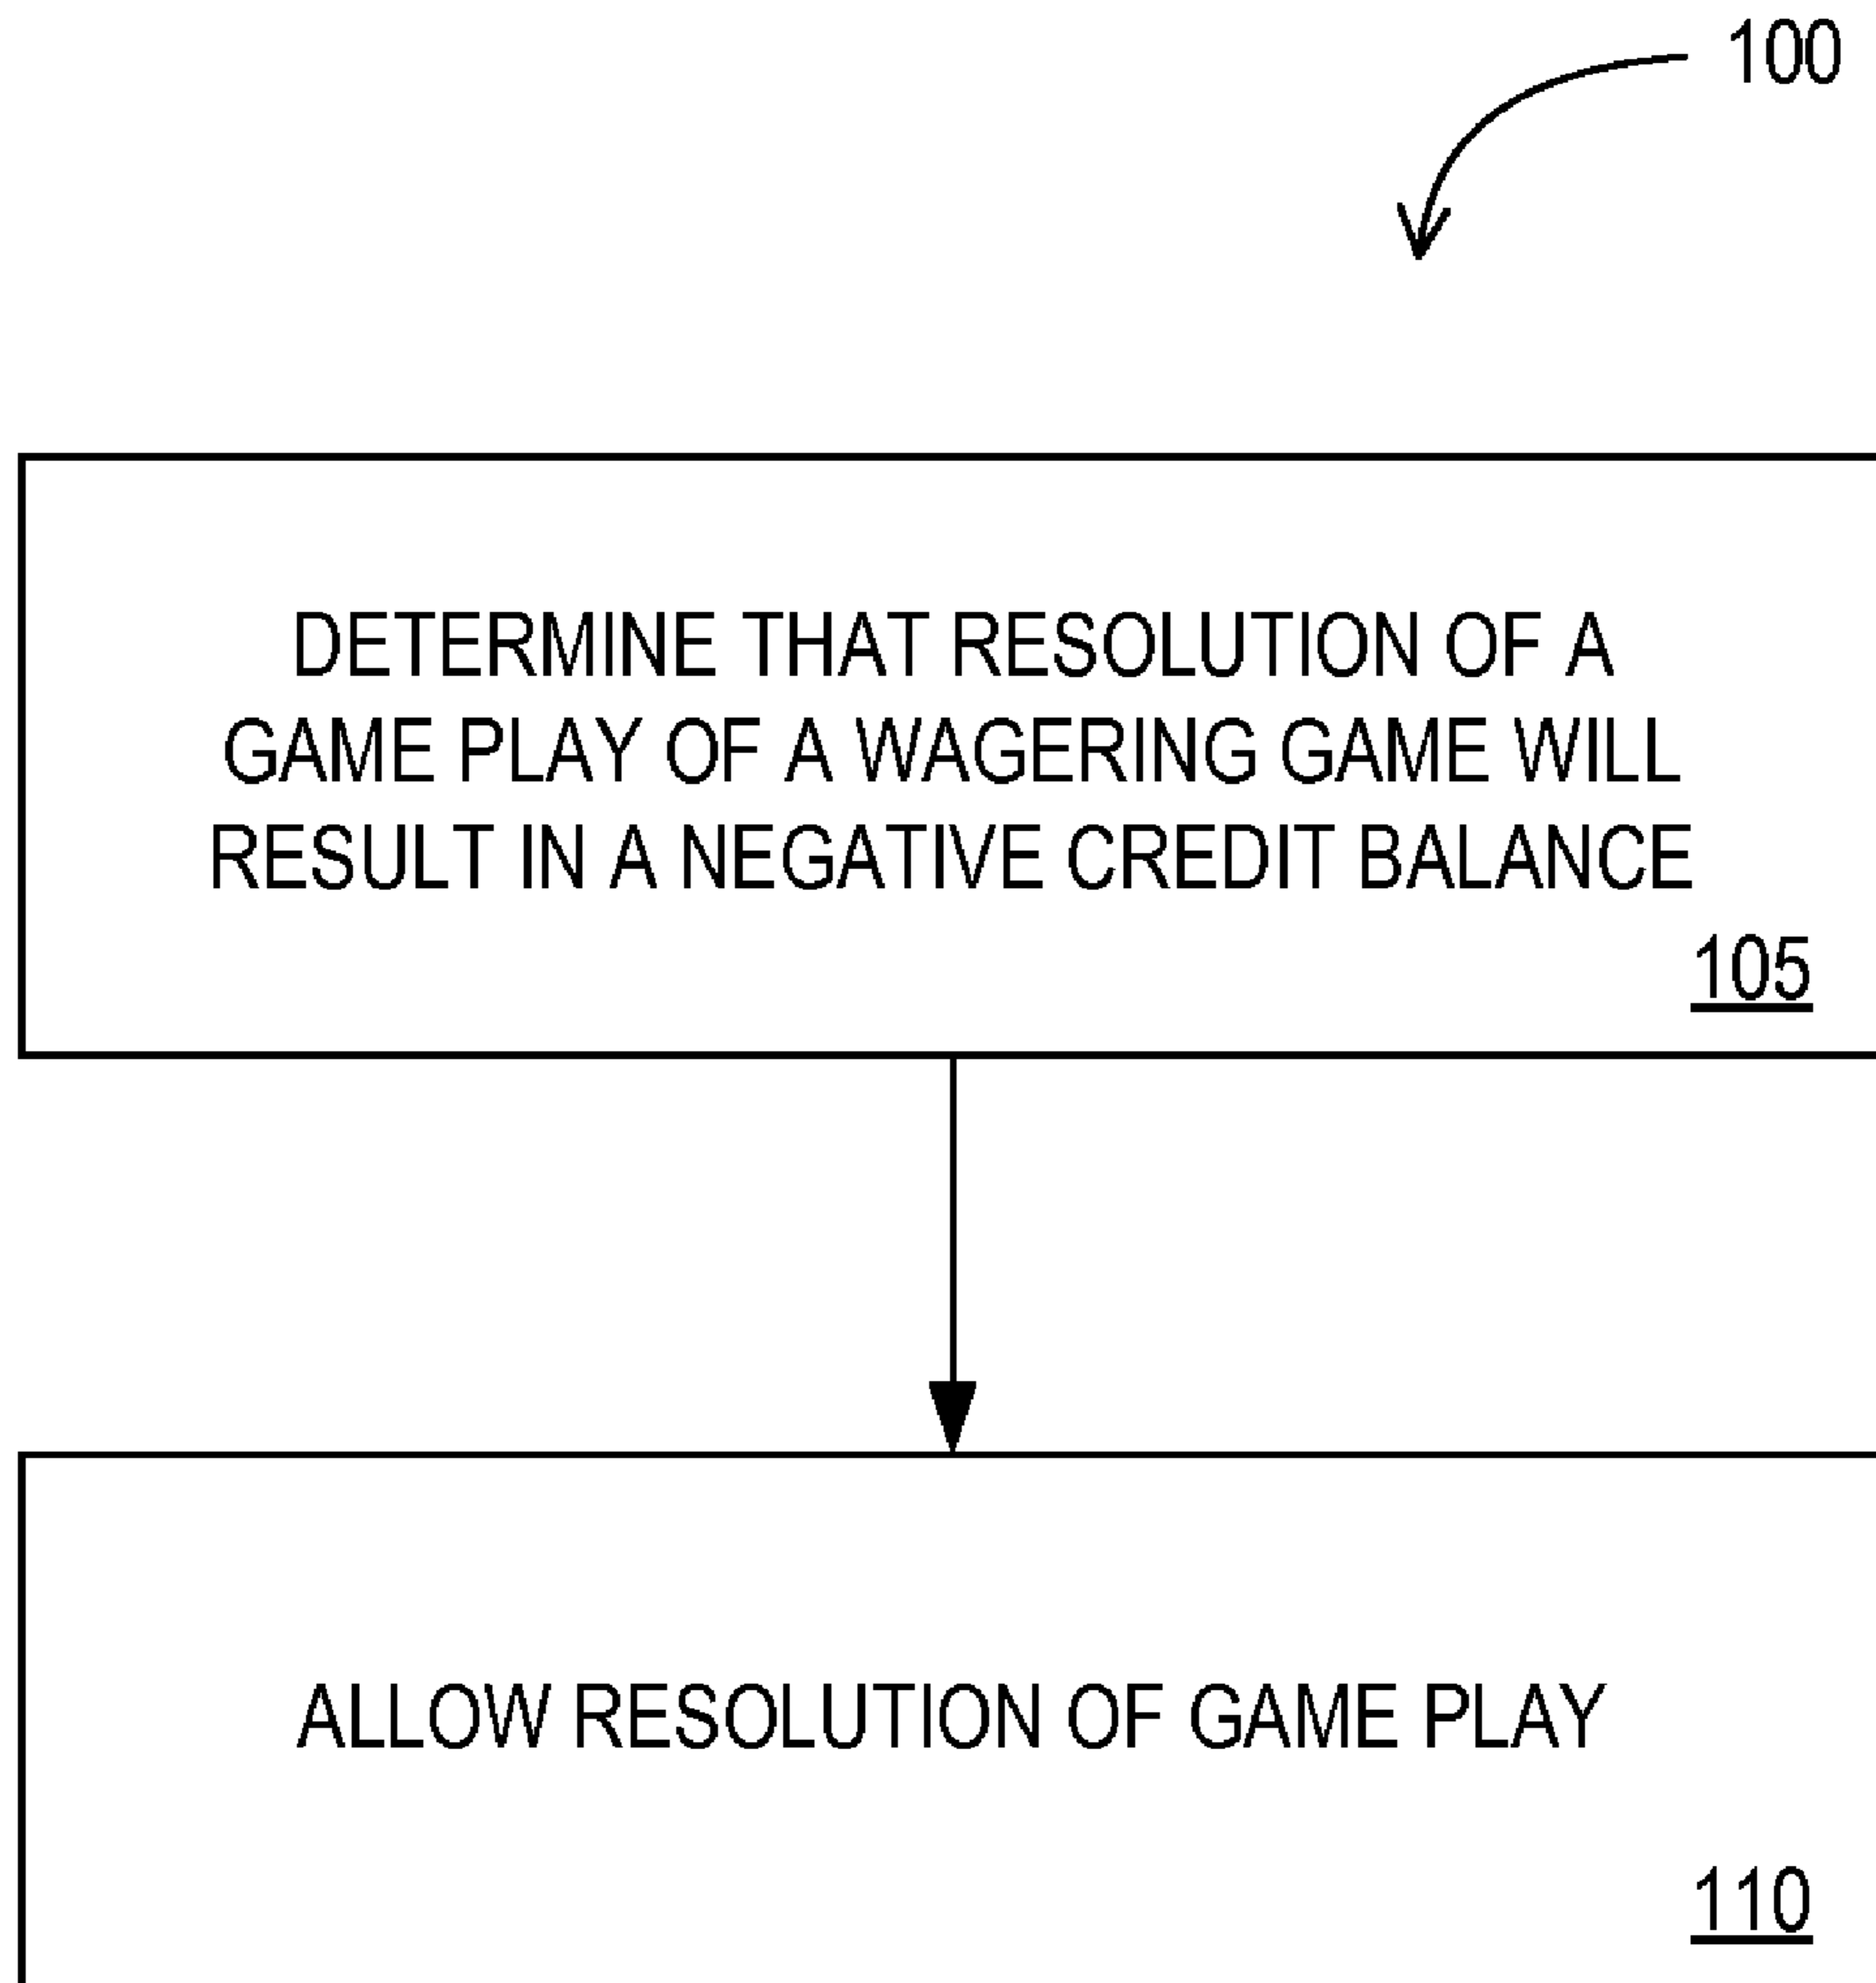 100
DETERMINE THAT RESOLUTION OF A
GAME PLAY OF A WAGERING GAME WILL
RESULT IN A NEGATIVE CREDIT BALANCE
105
ALLOW RESOLUTION OF GAME PLAY
110